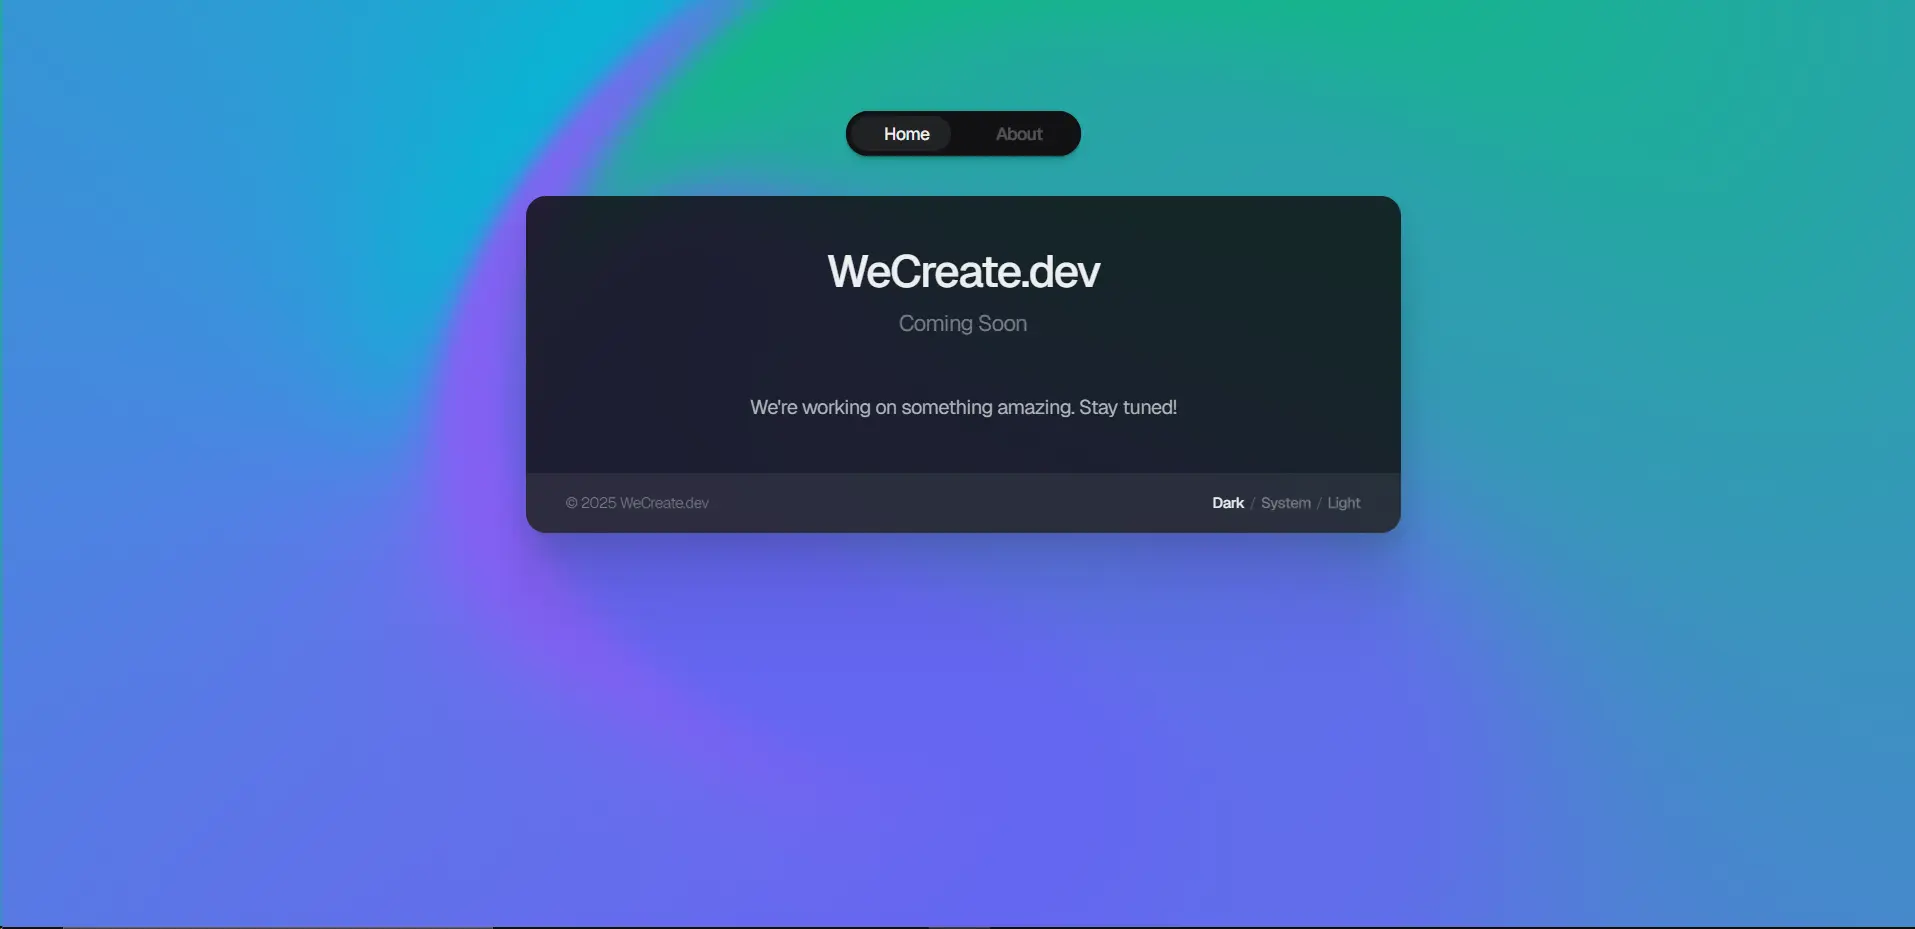 Home About
WeCreate.dev
Coming Soon
We're working on something amazing. Stay tuned!
© 2025 WeCreate.dev Dark / System / Light